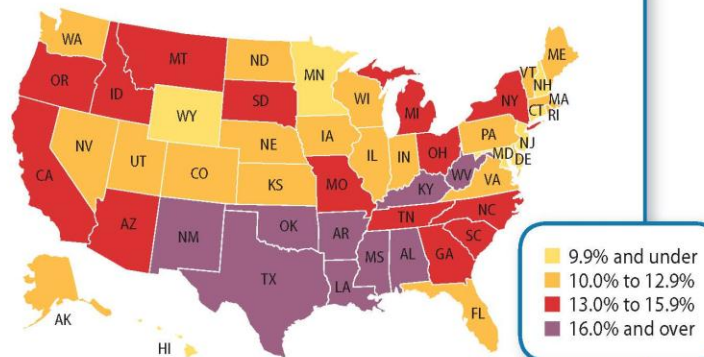 WA
MT
ND
MN
ME
OR
ID
SD
WI
VT
NH
NY
MA
CT
RI
MI
WY
NV
UT
CO
NE
IA
IL
IN
OH
PA
NJ
MD
DE
CA
KS
MO
KY
WV
VA
AZ
NM
OK
AR
TN
NC
SC
TX
LA
MS
AL
GA
FL
AK
HI
9.9% and under
10.0% to 12.9%
13.0% to 15.9%
16.0% and over